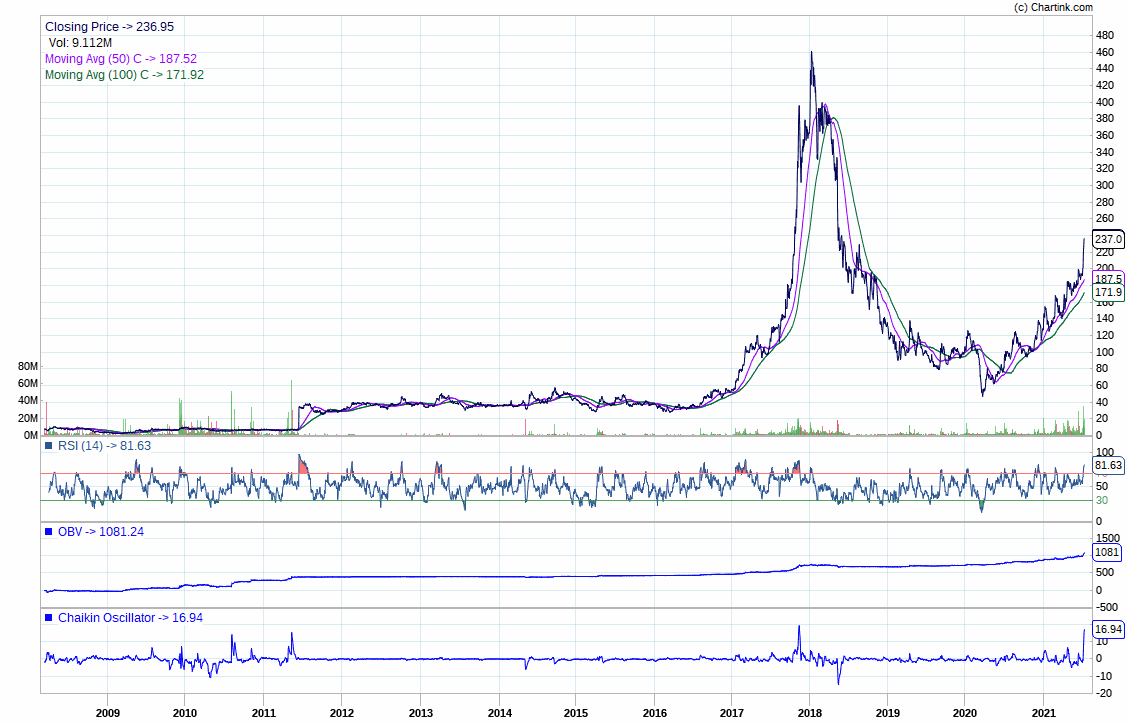 (c) Chartink.com
Closing Price -> 236.95
Vol: 9.112M
Moving Avg (50) C -> 187.52
Moving Avg (100) C -> 171.92
480
460
440
420
400
380
360
340
320
300
280
260
237.0
220
200
187.5
171.9
160
140
120
100
80
60
40
20
0
80M
60M
40M
20M
0M
RSI (14) -> 81.63
100
81.63
50
30
0
OBV -> 1081.24
1500
1081
500
0
-500
Chaikin Oscillator -> 16.94
16.94
10
0
-10
-20
2009 2010 2011 2012 2013 2014 2015 2016 2017 2018 2019 2020 2021